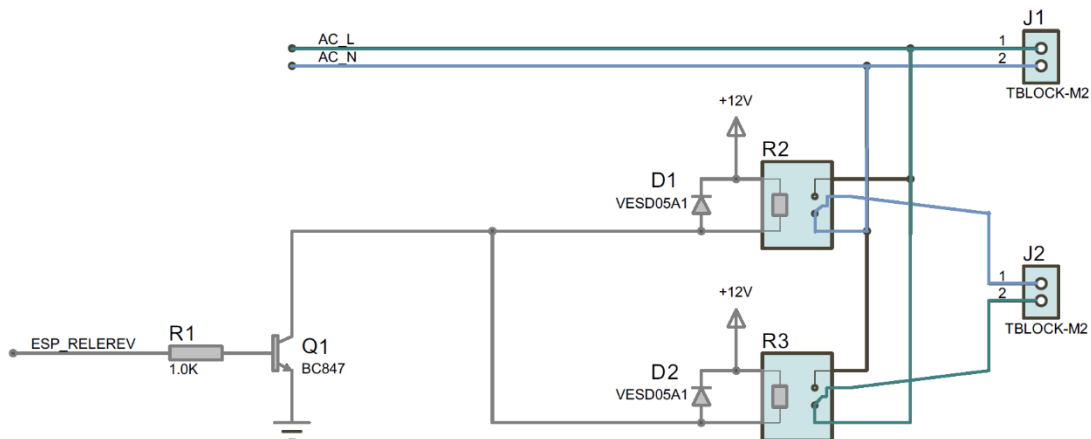 J1
AC_L
1
AC_N
2
TBLOCK-M2
+12V
R2
D1
VESD05A1
J2
1
2
TBLOCK-M2
+12V
R3
ESP_RELEREV
R1
1.0K
Q1
BC847
D2
VESD05A1